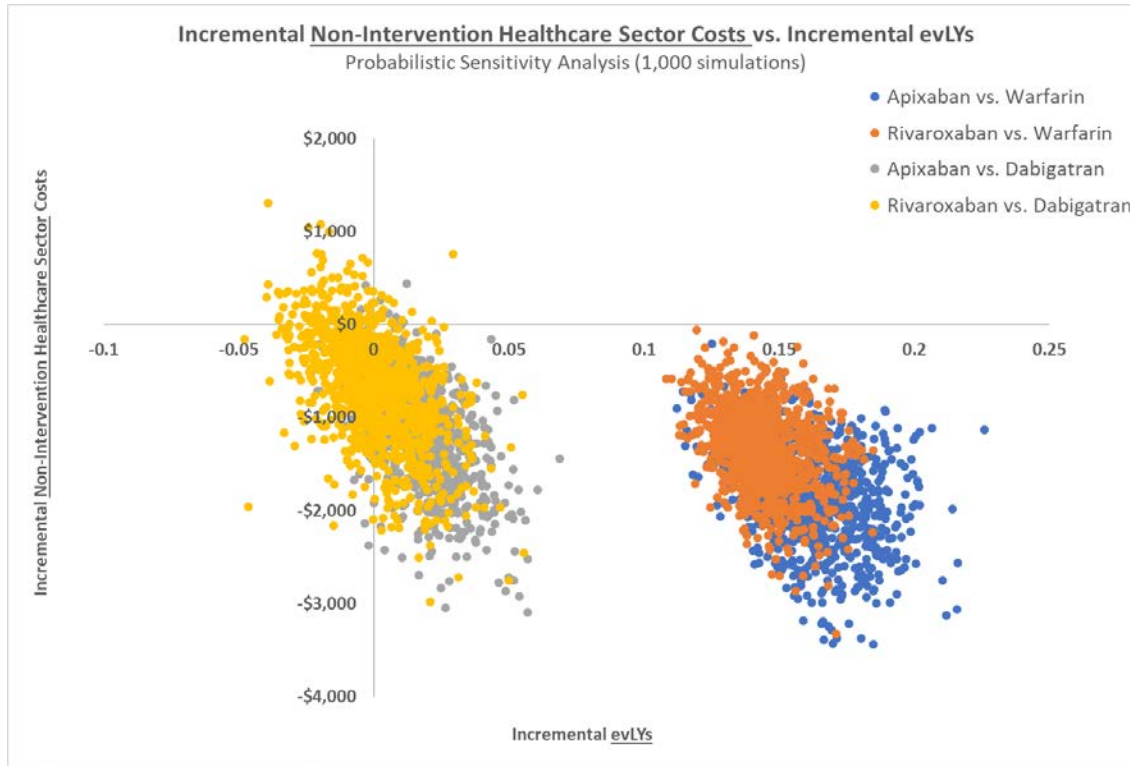 Incremental Non-Intervention Healthcare Sector Costs vs. Incremental evLYs
Probabilistic Sensitivity Analysis (1,000 simulations)
Apixaban vs. Warfarin
Rivaroxaban vs. Warfarin
Apixaban vs. Dabigatran
Rivaroxaban vs. Dabigatran
Incremental Non-Intervention Healthcare Sector Costs
$2,000
$1,000
$0
-$1,000
-$2,000
-$3,000
-$4,000
-0.1
-0.05
0
0.05
0.1
0.15
0.2
0.25
Incremental evLYs